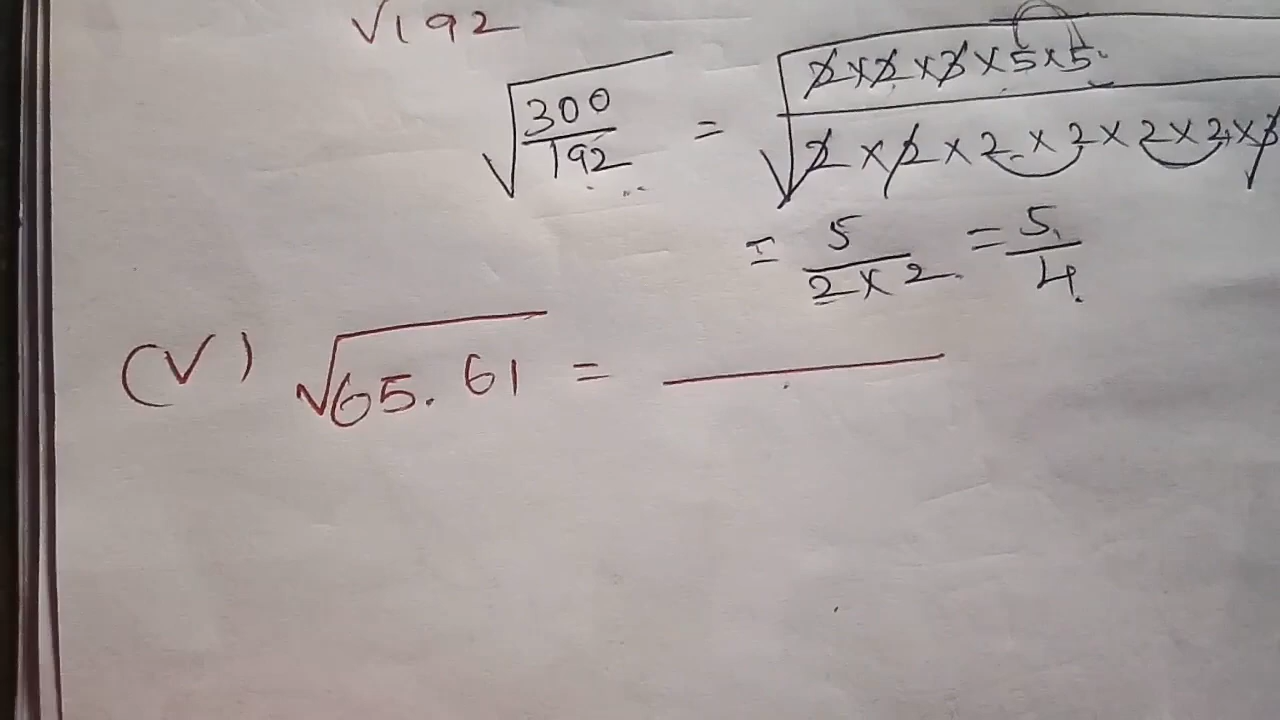 √192
√300/192 = √2×2×3×5×5/2×2×2×2×2×2×3
= 5/2×2 = 5/4
(V) √65.61 = ______